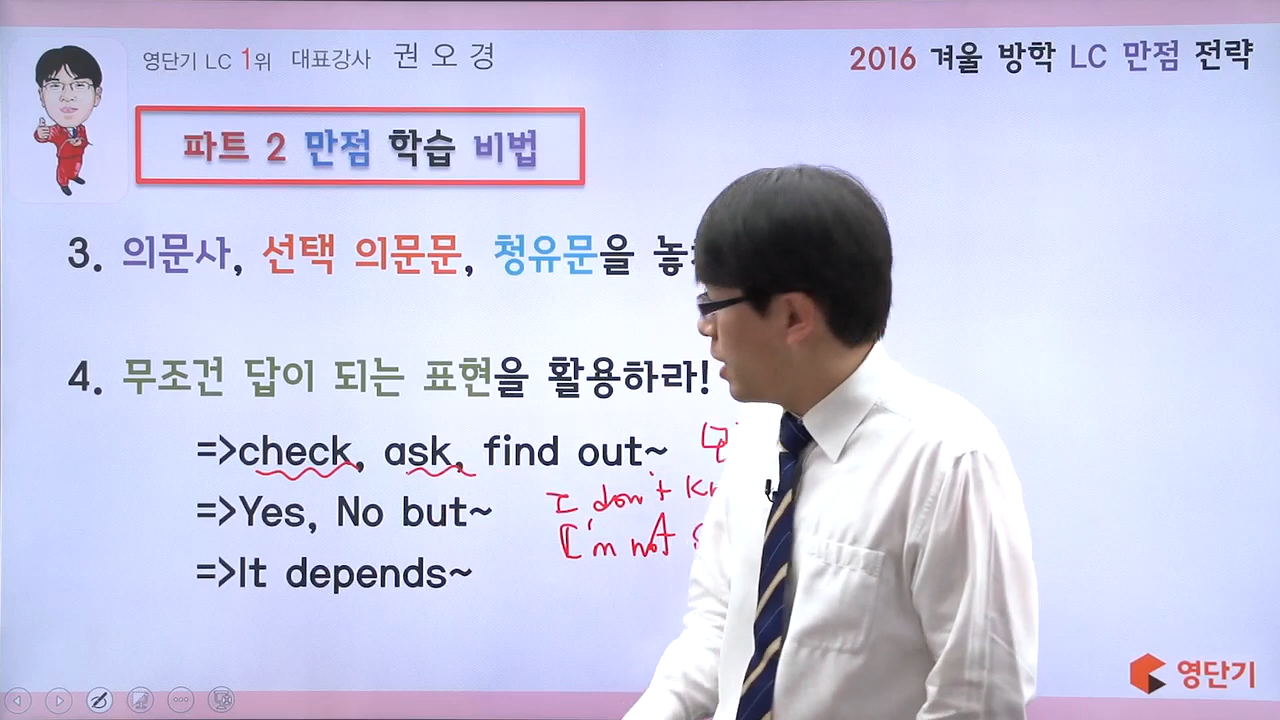 영단기 LC 1위 대표강사 권 오 경
2016 겨울 방학 LC 만점 전략
파트 2 만점 학습 비법
3. 의문사, 선택 의문문, 청유문을
4. 무조건 답이 되는 표현을 활용하라!
=>check, ask, find out~
=>Yes, No but~
I don't
=>It depends~
I'm not
영단기